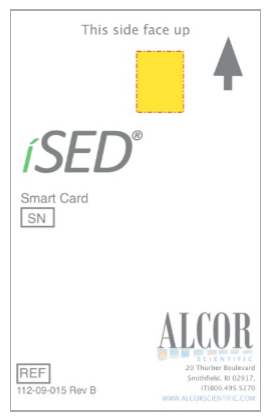 This side face up
íSED®
Smart Card
SN
ALCOR
SCIENTIFIC
20 Thurber Boulevard
Smithfield, RI 02917,
(T)800.495.5270
WWW.ALCORSCIENTIFIC.COM
REF
112-09-015 Rev B